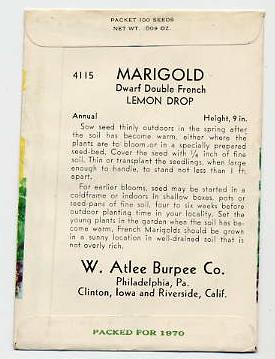 PACKET 100 SEEDS
NET WT. .009 OZ.
4115 MARIGOLD
Dwarf Double French
LEMON DROP
Annual Height, 9 in.
Sow seed thinly outdoors in the spring after
the soil has become warm, either where the
plants are to bloom or in a specially prepared
seed-bed. Cover the seed with ¼ inch of fine
soil. Thin or transplant the seedlings, when large
enough to handle, to stand not less than 1 ft.
apart.
For earlier blooms, seed may be started in a
coldframe or indoors in shallow boxes, pots or
seed-pans of fine soil, four to six weeks before
outdoor planting time in your locality. Set the
young plants in the garden when the soil has be-
come warm. French Marigolds should be grown
in a sunny location in well-drained soil that is
not overly rich.
W. Atlee Burpee Co.
Philadelphia, Pa.
Clinton, Iowa and Riverside, Calif.
PACKED FOR 1970